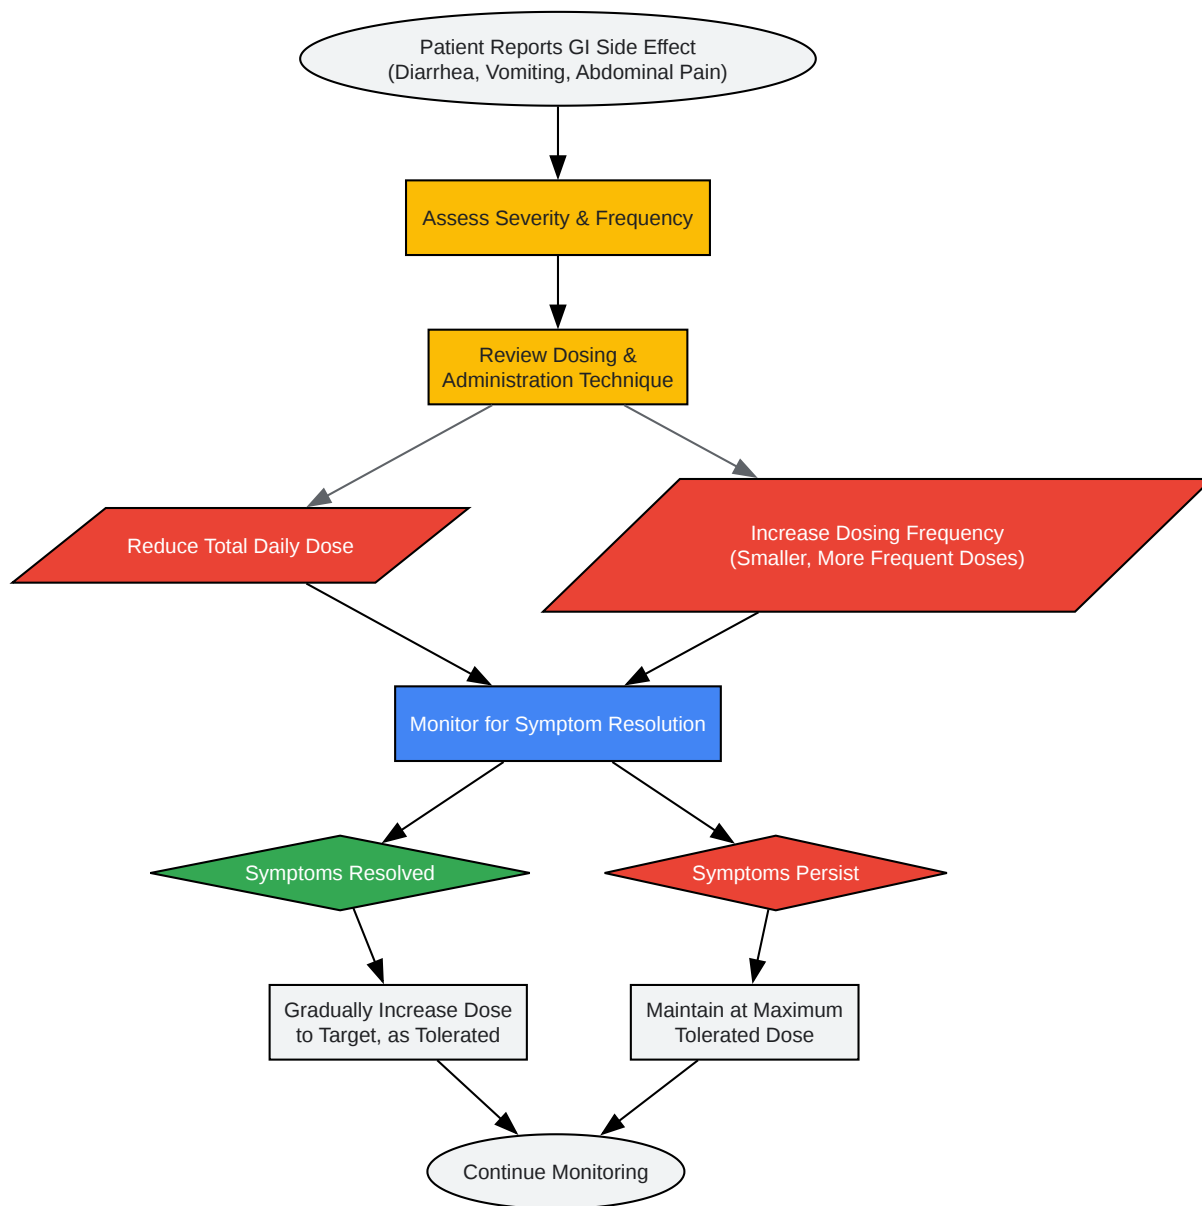 Patient Reports GI Side Effect
(Diarrhea, Vomiting, Abdominal Pain)
Assess Severity & Frequency
Review Dosing &
Administration Technique
Reduce Total Daily Dose
Increase Dosing Frequency
(Smaller, More Frequent Doses)
Monitor for Symptom Resolution
Symptoms Resolved
Symptoms Persist
Gradually Increase Dose
to Target, as Tolerated
Maintain at Maximum
Tolerated Dose
Continue Monitoring